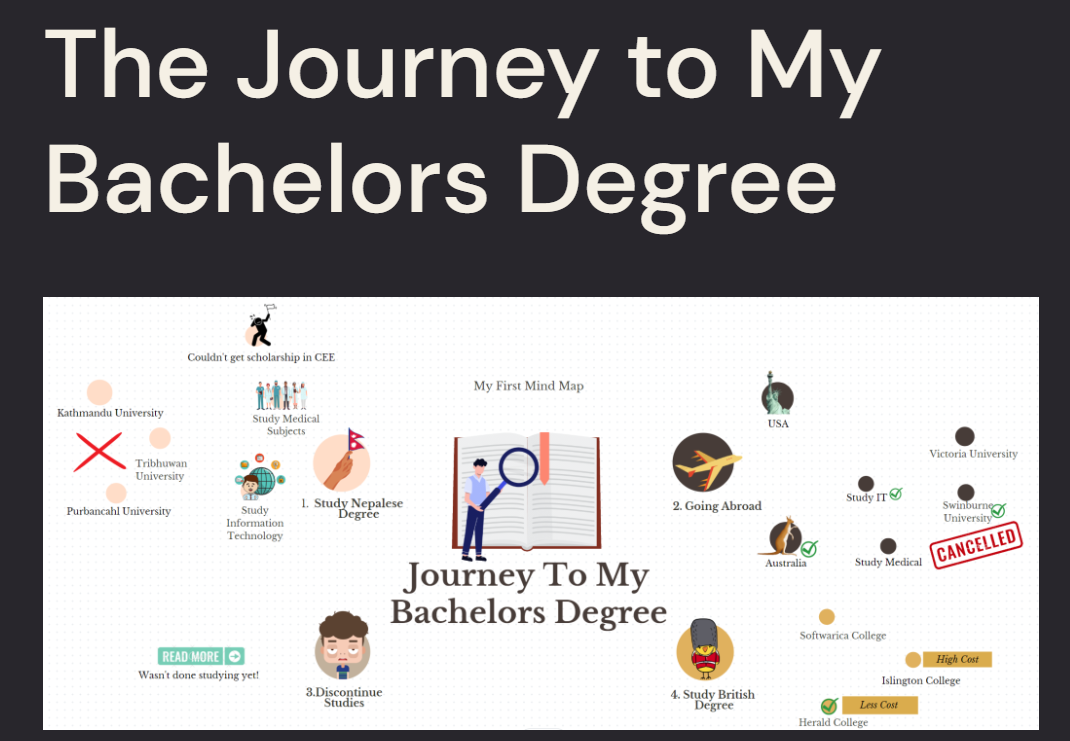 The Journey to My
Bachelors Degree
Couldn't get scholarship in CEE
My First Mind Map
Kathmandu University
Study Medical
Subjects
Tribhuwan
University
Purbancahl University
Study
Information
Technology
1. Study Nepalese
Degree
USA
2. Going Abroad
Victoria University
Study IT
Swinburne
University
Australia
Study Medical
CANCELLED
Journey To My
Bachelors Degree
READ MORE
Wasn't done studying yet!
3.Discontinue
Studies
4. Study British
Degree
Softwarica College
High Cost
Islington College
Less Cost
Herald College